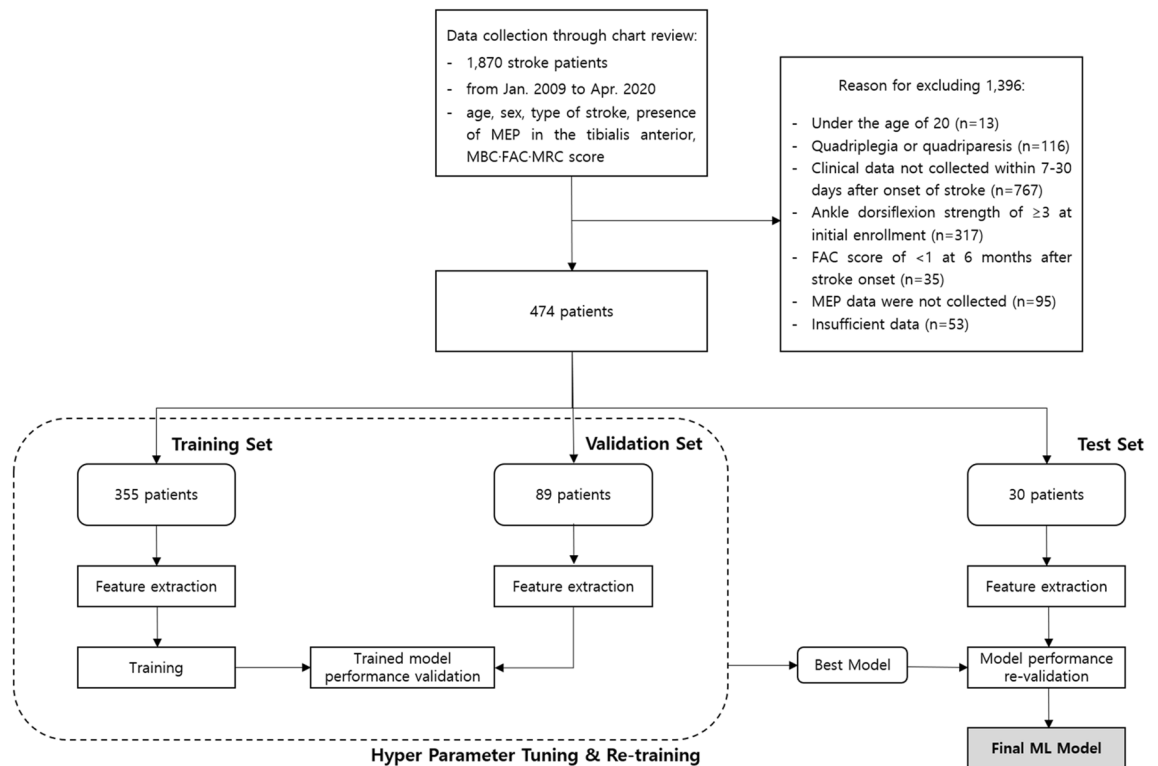 Data collection through chart review:
- 1,870 stroke patients
- from Jan. 2009 to Apr. 2020
- age, sex, type of stroke, presence
of MEP in the tibialis anterior,
MBC·FAC·MRC score
Reason for excluding 1,396:
- Under the age of 20 (n=13)
- Quadriplegia or quadriparesis (n=116)
- Clinical data not collected within 7-30
days after onset of stroke (n=767)
- Ankle dorsiflexion strength of ≥3 at
initial enrollment (n=317)
- FAC score of <1 at 6 months after
stroke onset (n=35)
- MEP data were not collected (n=95)
- Insufficient data (n=53)
474 patients
Training Set
355 patients
Feature extraction
Training
Validation Set
89 patients
Feature extraction
Trained model
performance validation
Hyper Parameter Tuning & Re-training
Best Model
Test Set
30 patients
Feature extraction
Model performance
re-validation
Final ML Model